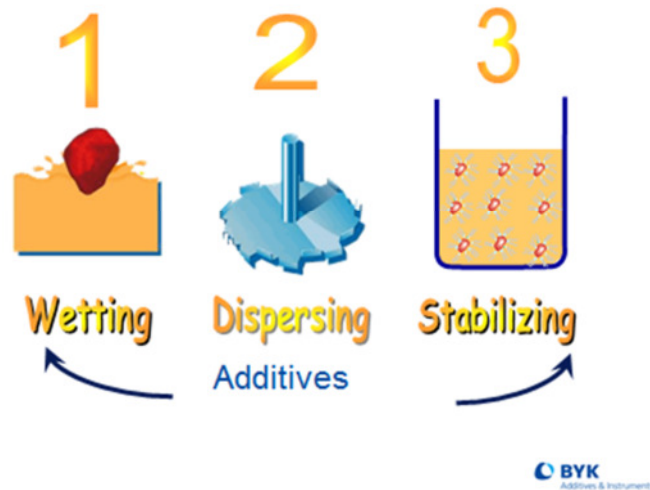 1 2 3
Wetting Dispersing Stabilizing
Additives
BYK
Additives & Instruments